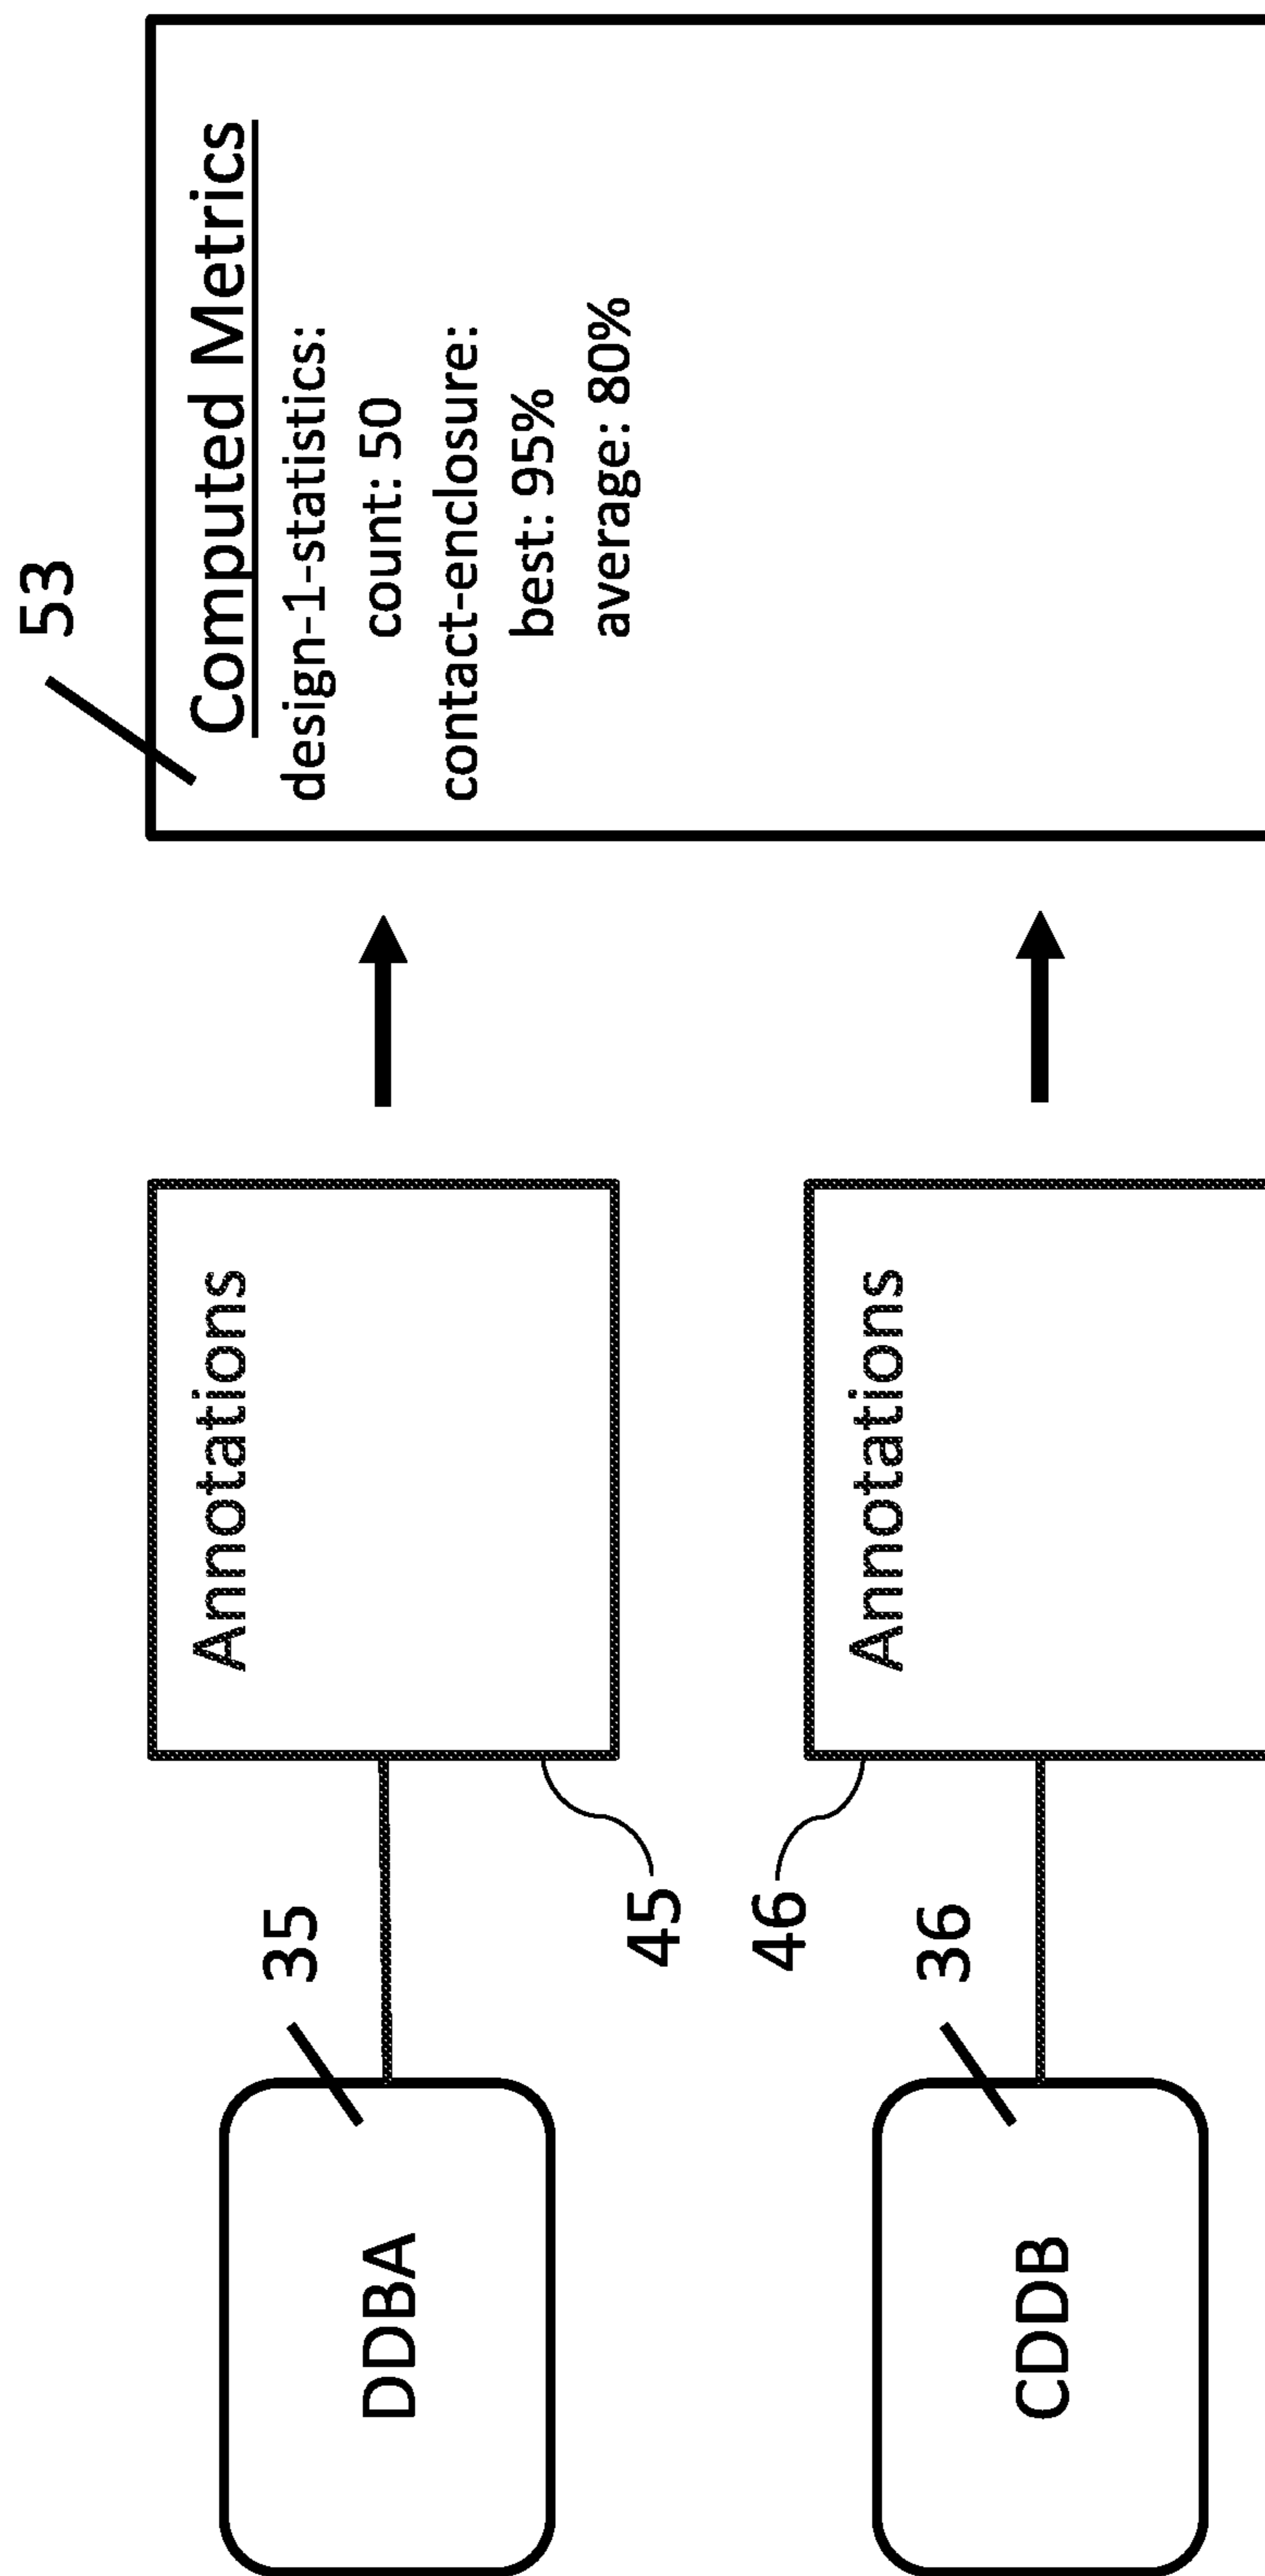 53
Computed Metrics
design-1-statistics:
count: 50
contact-enclosure:
best: 95%
average: 80%
Annotations
45
35
DDBA
Annotations
46
36
CDDB